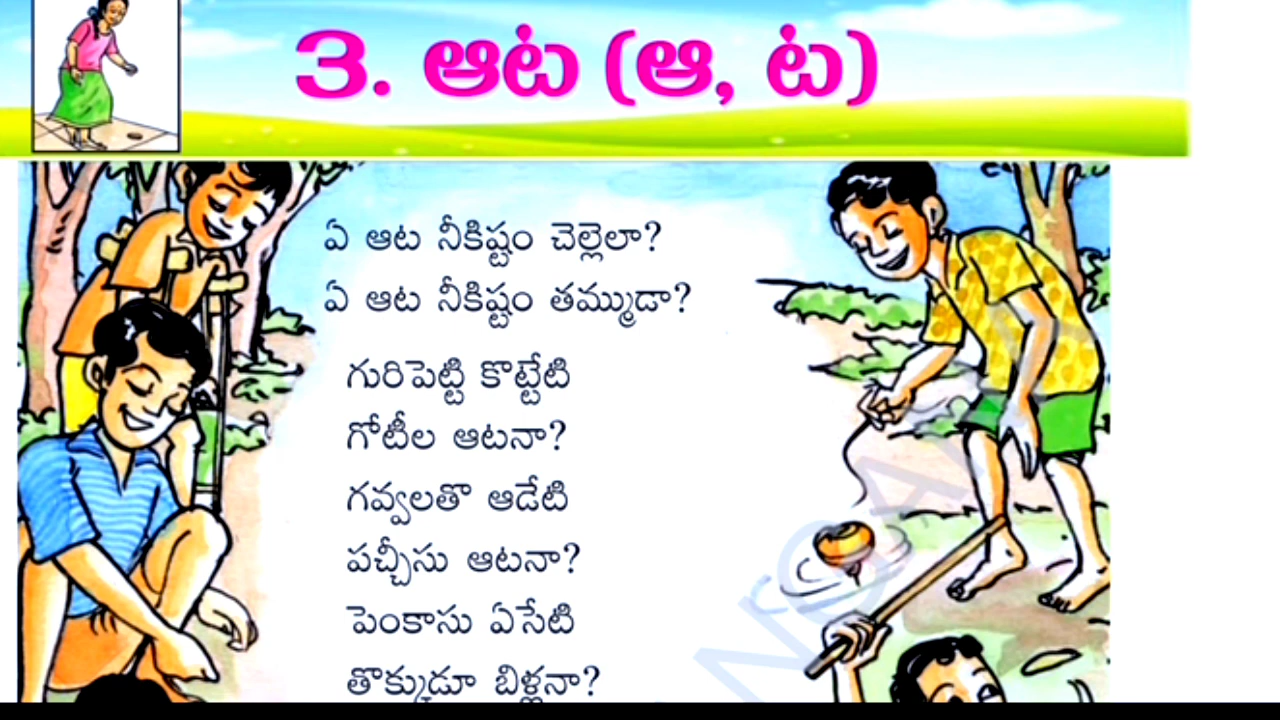 3. ఆట (ఆ, ట)
ఏ ఆట నీకిష్టం చెల్లెలా?
ఏ ఆట నీకిష్టం తమ్ముడా?
గురిపెట్టి కొట్టేటి
గోటీల ఆటనా?
గవ్వలతొ ఆడేటి
పచ్చీసు ఆటనా?
పెంకాసు ఏసేటి
తొక్కుడూ బిళ్లనా?